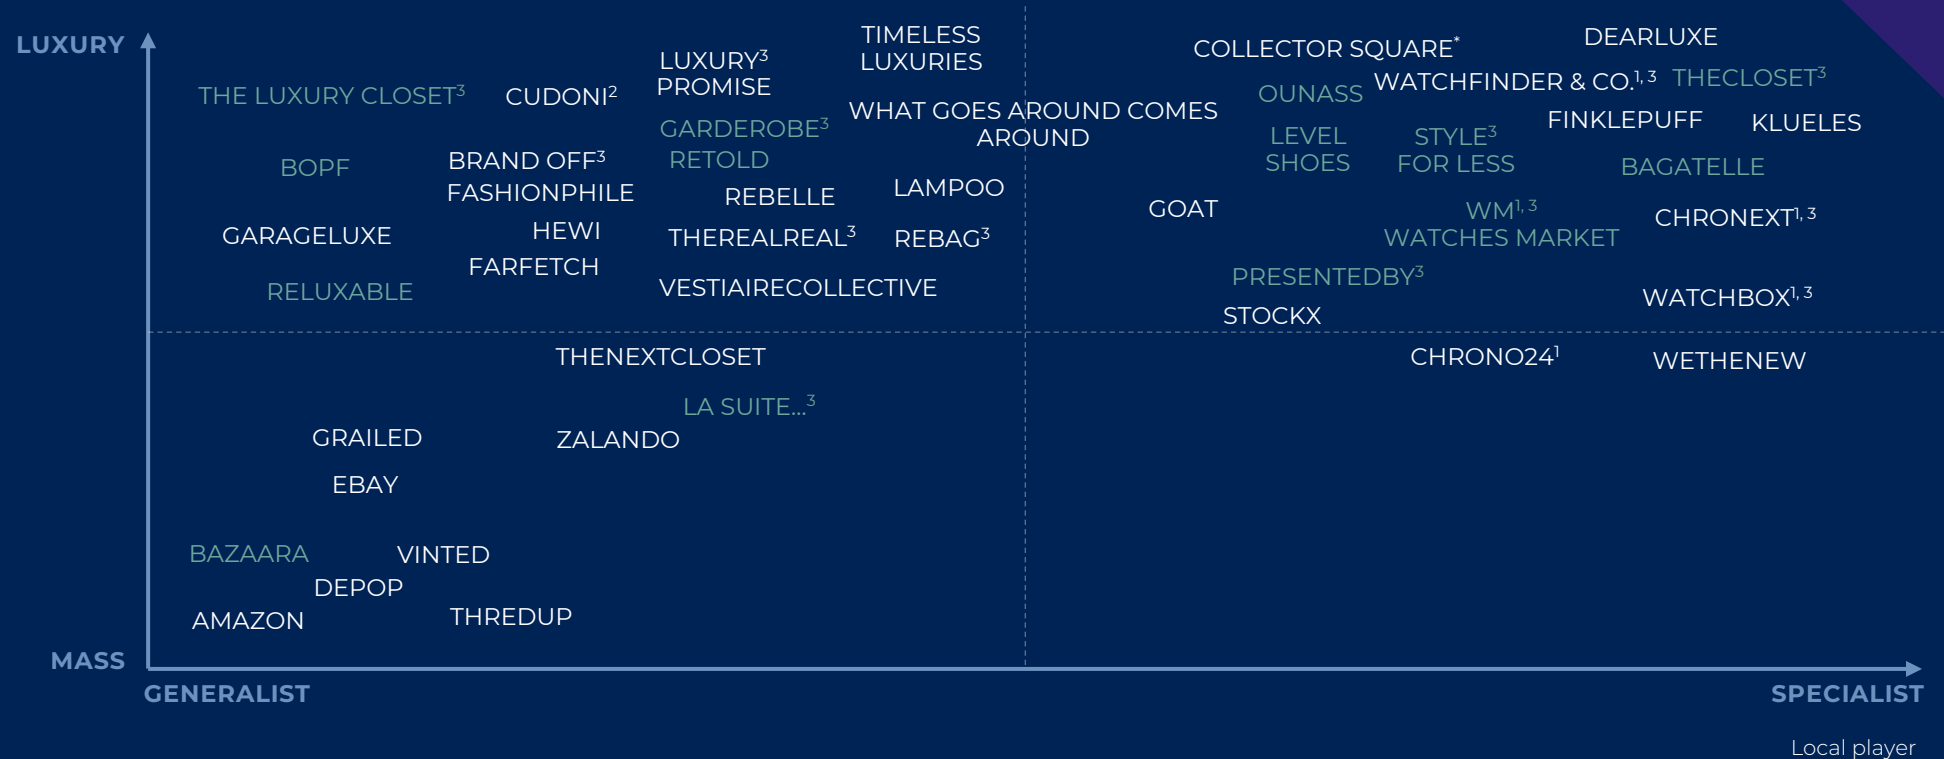 LUXURY
TIMELESS
LUXURIES
LUXURY³
PROMISE
COLLECTOR SQUARE*
DEARLUXE
THE LUXURY CLOSET³
CUDONI²
OUNASS
WATCHFINDER & CO.¹, ³
THECLOSET³
WHAT GOES AROUND COMES
AROUND
GARDEROBE³
FINKLEPUFF
KLUELES
LEVEL
SHOES
STYLE³
FOR LESS
BOPF
BRAND OFF³
RETOLD
BAGATELLE
FASHIONPHILE
REBELLE
LAMPOO
GOAT
WM¹, ³
WATCHES MARKET
CHRONEXT¹, ³
GARAGELUXE
HEWI
THEREALREAL³
REBAG³
FARFETCH
PRESENTEDBY³
RELUXABLE
VESTIAIRECOLLECTIVE
WATCHBOX¹, ³
STOCKX
THENEXTCLOSET
CHRONO24¹
WETHENEW
LA SUITE...³
GRAILED
ZALANDO
EBAY
BAZAARA
VINTED
DEPOP
AMAZON
THREDUP
MASS
GENERALIST
SPECIALIST
Local player